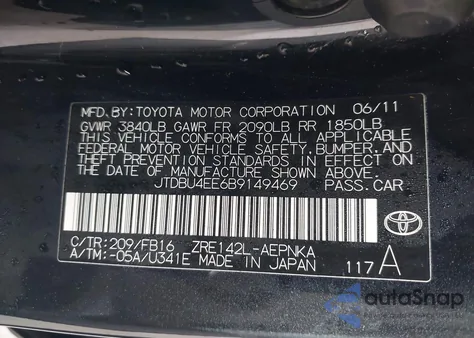 MFD. BY: TOYOTA MOTOR CORPORATION 06/11
GVWR 3840LB GAWR FR 2090LB RR 1850LB
THIS VEHICLE CONFORMS TO ALL APPLICABLE
FEDERAL MOTOR VEHICLE SAFETY, BUMPER, AND
THEFT PREVENTION STANDARDS IN EFFECT ON
THE DATE OF MANUFACTURE SHOWN ABOVE.
JTDBU4EE6B9149469 PASS.CAR
C/TR:209/FB16 ZRE142L-AEPNKA
A/TM:-05A/U341E MADE IN JAPAN 117A
TOYOTA
autoSnap